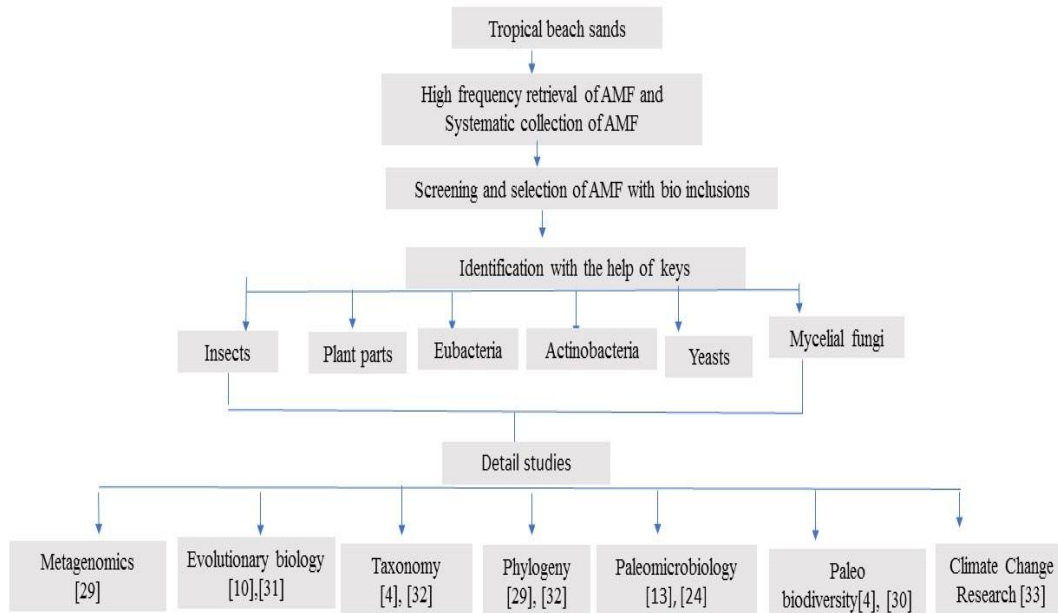 Tropical beach sands
High frequency retrieval of AMF and
Systematic collection of AMF
Screening and selection of AMF with bio inclusions
Identification with the help of keys
Insects
Plant parts
Eubacteria
Actinobacteria
Yeasts
Mycelial fungi
Detail studies
Metagenomics
[29]
Evolutionary biology
[10],[31]
Taxonomy
[4], [32]
Phylogeny
[29], [32]
Paleomicrobiology
[13], [24]
Paleo
biodiversity[4], [30]
Climate Change
Research [33]